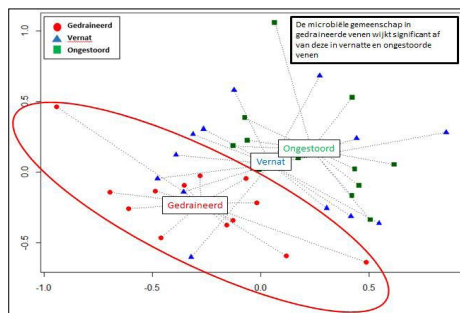 Gedraineerd
Vernat
Ongestoord
De microbiële gemeenschap in
gedraineerde venen wijkt significant af
van deze in vernatte en ongestoorde
venen
Ongestoord
Vernat
Gedraineerd
1.0
0.5
0.0
-0.5
-1.0
-0.5
0.0
0.5